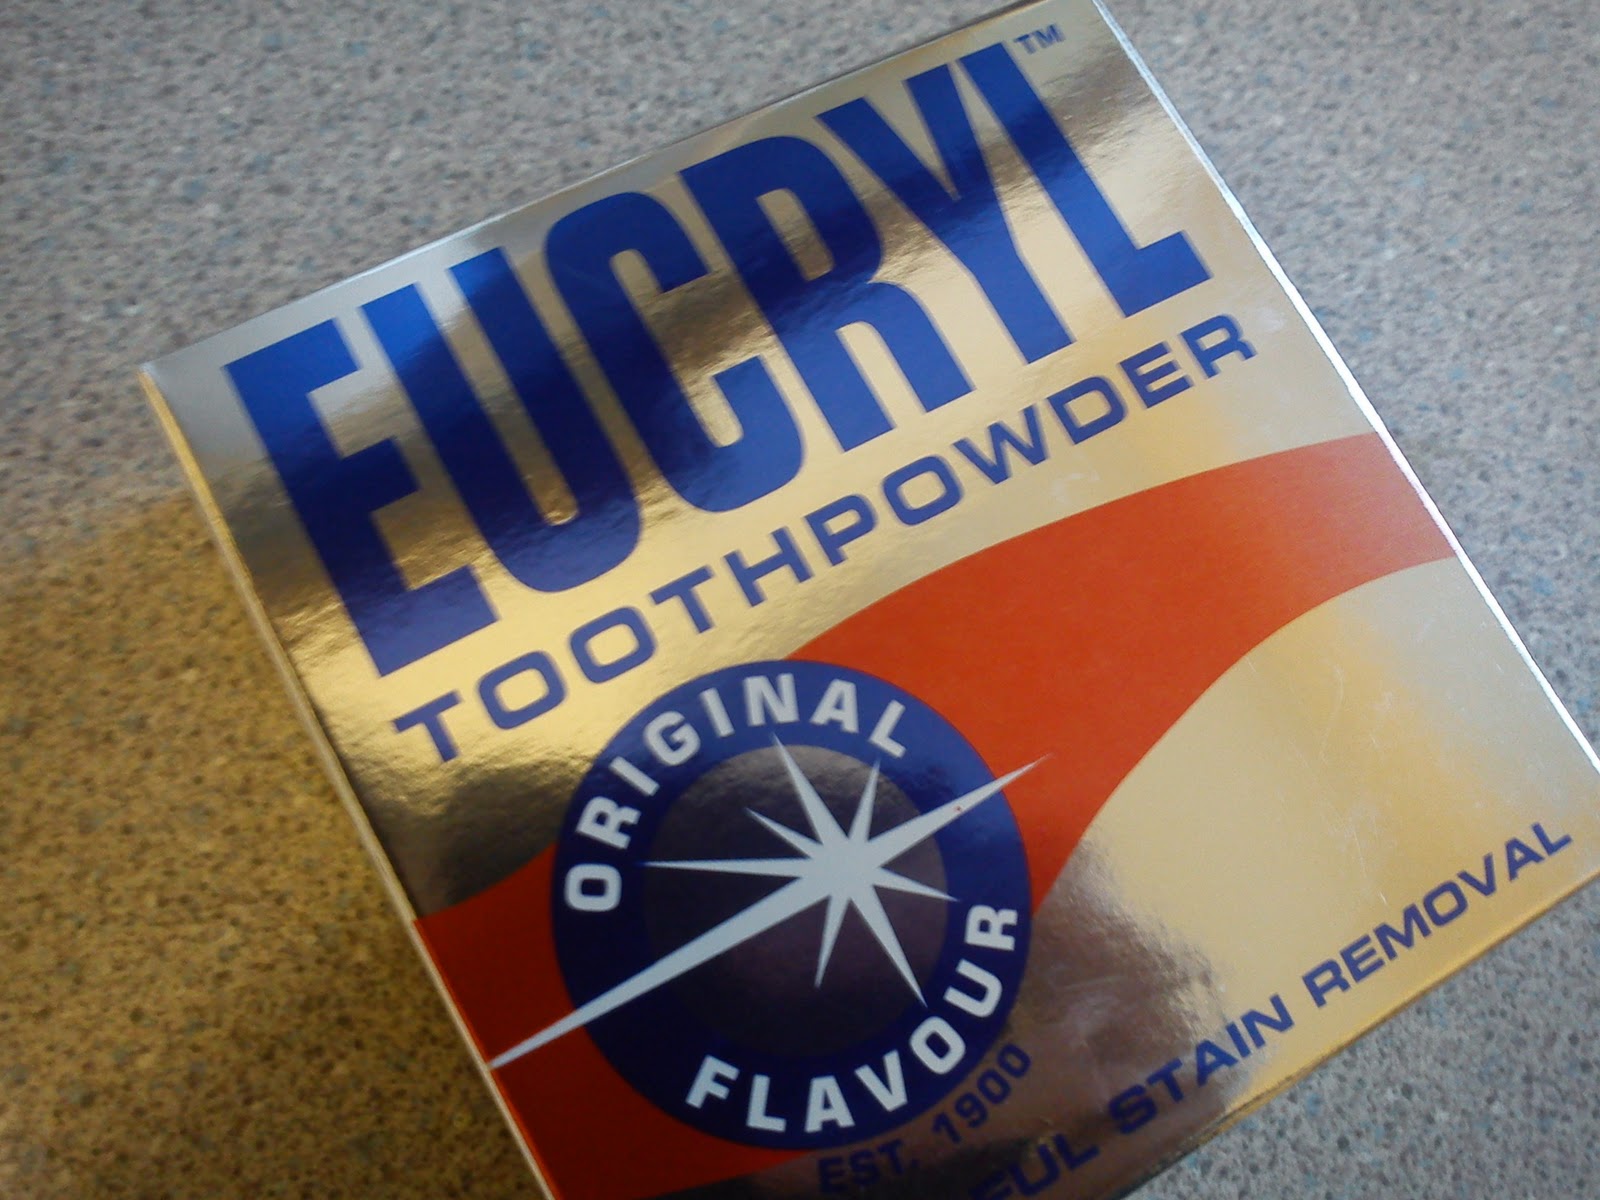 EUCRYL™
TOOTHPOWDER
ORIGINAL
FLAVOUR
EST. 1900
STAIN REMOVAL